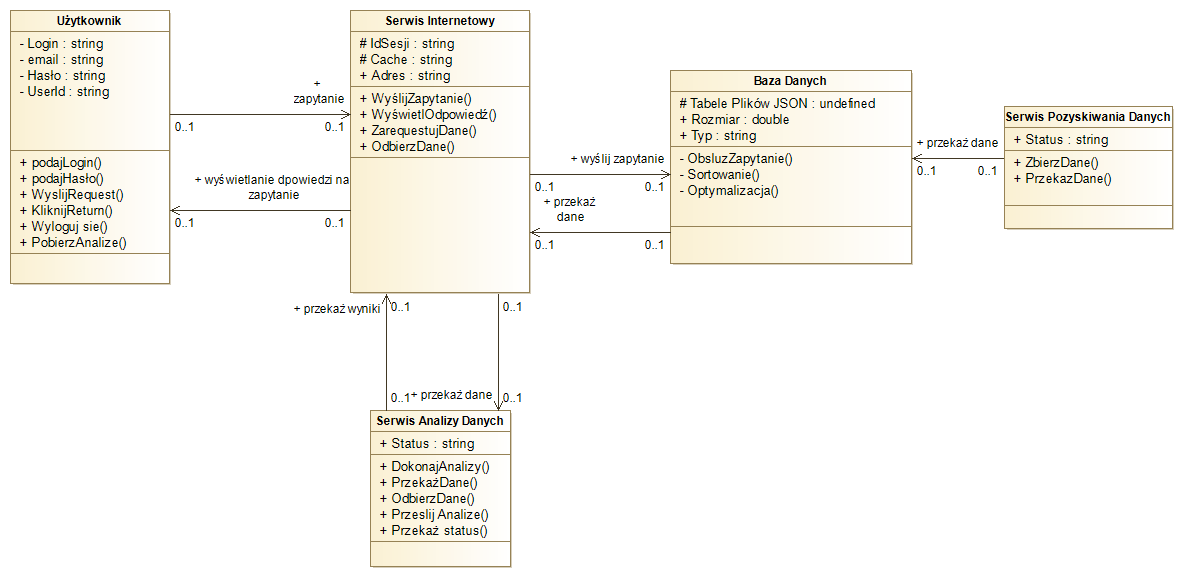 Użytkownik
- Login : string
- email : string
- Hasło : string
- UserId : string
+ podajLogin()
+ podajHasło()
+ WyslijRequest()
+ KliknijReturn()
+ Wyloguj sie()
+ PobierzAnalize()
+
zapytanie
0..1
0..1
+ wyświetlanie dpowiedzi na
zapytanie
0..1
0..1
Serwis Internetowy
# IdSesji : string
# Cache : string
+ Adres : string
+ WyślijZapytanie()
+ WyświetlOdpowiedź()
+ ZarequestujDane()
+ OdbierzDane()
+ wyślij zapytanie
0..1
0..1
+ przekaż
dane
0..1
0..1
Baza Danych
# Tabele Plików JSON : undefined
+ Rozmiar : double
+ Typ : string
- ObsluzZapytanie()
- Sortowanie()
- Optymalizacja()
+ przekaż dane
0..1
0..1
Serwis Pozyskiwania Danych
+ Status : string
+ ZbierzDane()
+ PrzekazDane()
+ przekaż wyniki
0..1
0..1
0..1
+ przekaż dane
0..1
Serwis Analizy Danych
+ Status : string
+ DokonajAnalizy()
+ PrzekażDane()
+ OdbierzDane()
+ Przeslij Analize()
+ Przekaż status()